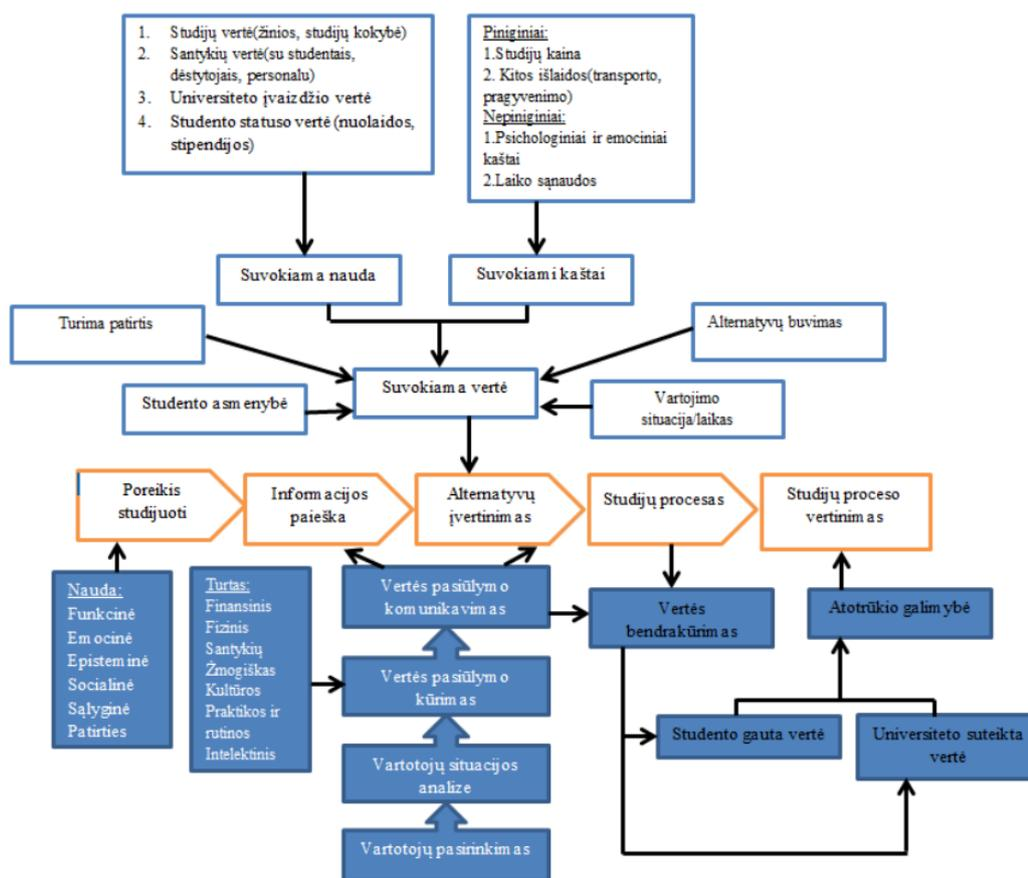 1. Studijų vertė(žinios, studijų kokybė)
2. Santykių vertė(su studentais,
dėstytojais, personalu)
3. Universiteto įvaizdžio vertė
4. Studento statuso vertė (nuolaidos,
stipendijos)
Piniginiai:
1.Studijų kaina
2. Kitos išlaidos(transporto,
pragyvenimo)
Nepiniginiai:
1.Psichologiniai ir emociniai
kaštai
2.Laiko sąnaudos
Suvokiama nauda
Suvokiami kaštai
Turima patirtis
Alternatyvų buvimas
Suvokiama vertė
Studento asmenybė
Vartojimo
situacija/laikas
Poreikis
studijuoti
Informacijos
paieška
Alternatyvų
įvertinimas
Studijų procesas
Studijų proceso
vertinimas
Nauda:
Funkcinė
Emocinė
Episteminė
Socialinė
Sąlyginė
Patirties
Turtas:
Finansinis
Fizinis
Santykių
Žmogiškas
Kultūros
Praktikos ir
rutinos
Intelektinis
Vertės pasiūlymo
komunikavimas
Vertės pasiūlymo
kūrimas
Vartotojų situacijos
analize
Vartotojų pasirinkimas
Vertės
bendrakūrimas
Atotrūkio galimybė
Studento gauta vertė
Universiteto suteikta
vertė